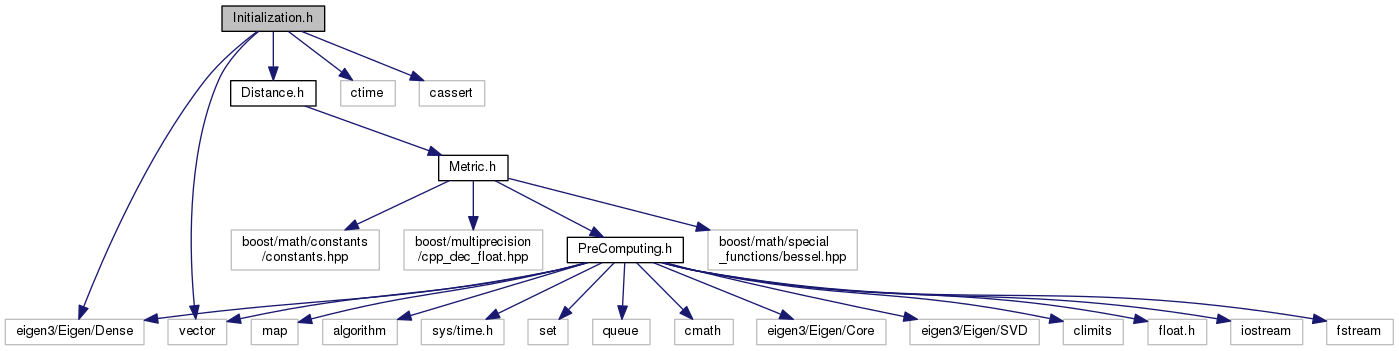 Initialization.h
Distance.h
ctime
cassert
Metric.h
boost/math/constants
/constants.hpp
boost/multiprecision
/cpp_dec_float.hpp
PreComputing.h
boost/math/special
_functions/bessel.hpp
eigen3/Eigen/Dense
vector
map
algorithm
sys/time.h
set
queue
cmath
eigen3/Eigen/Core
eigen3/Eigen/SVD
climits
float.h
iostream
fstream